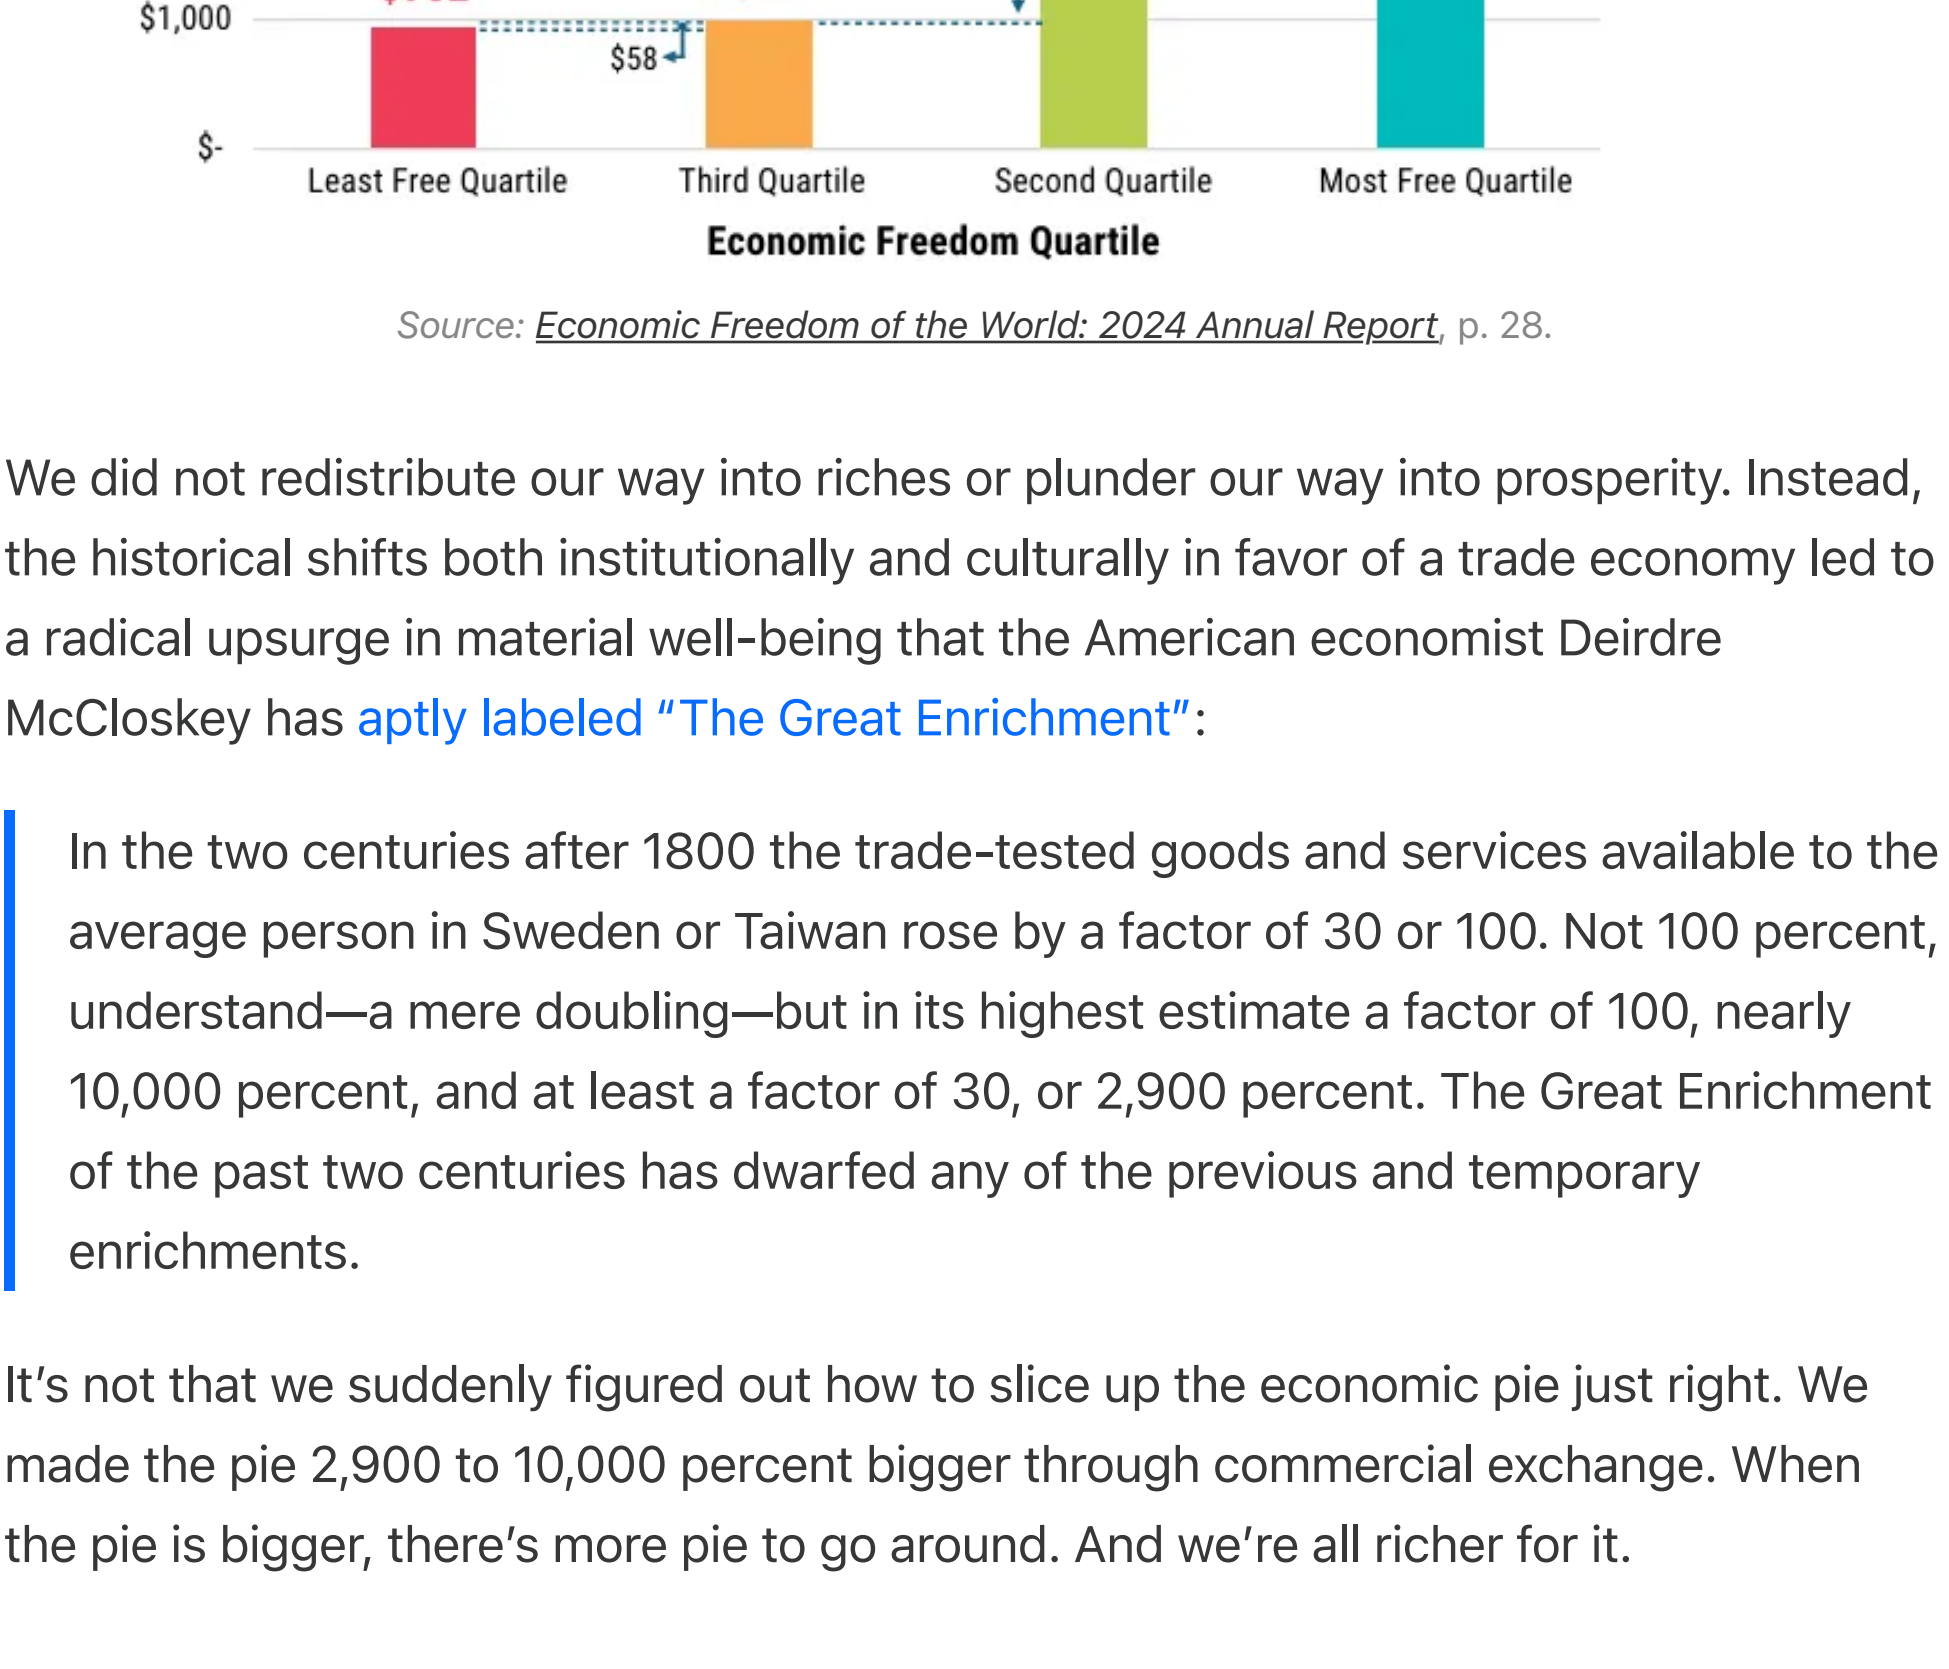 $1,000
$58
$-
Least Free Quartile Third Quartile Second Quartile Most Free Quartile
Economic Freedom Quartile
Source: Economic Freedom of the World: 2024 Annual Report, p. 28.
We did not redistribute our way into riches or plunder our way into prosperity. Instead,
the historical shifts both institutionally and culturally in favor of a trade economy led to
a radical upsurge in material well-being that the American economist Deirdre
McCloskey has aptly labeled “The Great Enrichment”:
In the two centuries after 1800 the trade-tested goods and services available to the
average person in Sweden or Taiwan rose by a factor of 30 or 100. Not 100 percent,
understand—a mere doubling—but in its highest estimate a factor of 100, nearly
10,000 percent, and at least a factor of 30, or 2,900 percent. The Great Enrichment
of the past two centuries has dwarfed any of the previous and temporary
enrichments.
It’s not that we suddenly figured out how to slice up the economic pie just right. We
made the pie 2,900 to 10,000 percent bigger through commercial exchange. When
the pie is bigger, there’s more pie to go around. And we’re all richer for it.